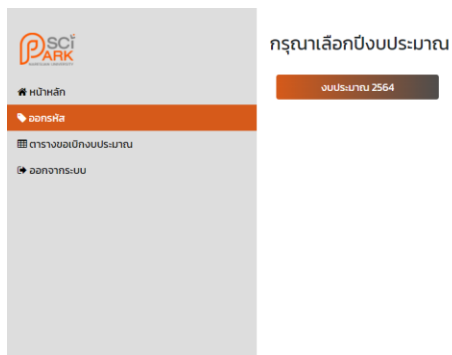 SCi
PARK
กรุณาเลือกปีงบประมาณ
งบประมาณ 2564
หน้าหลัก
ออกรหัส
ตารางขอเบิกงบประมาณ
ออกจากระบบ